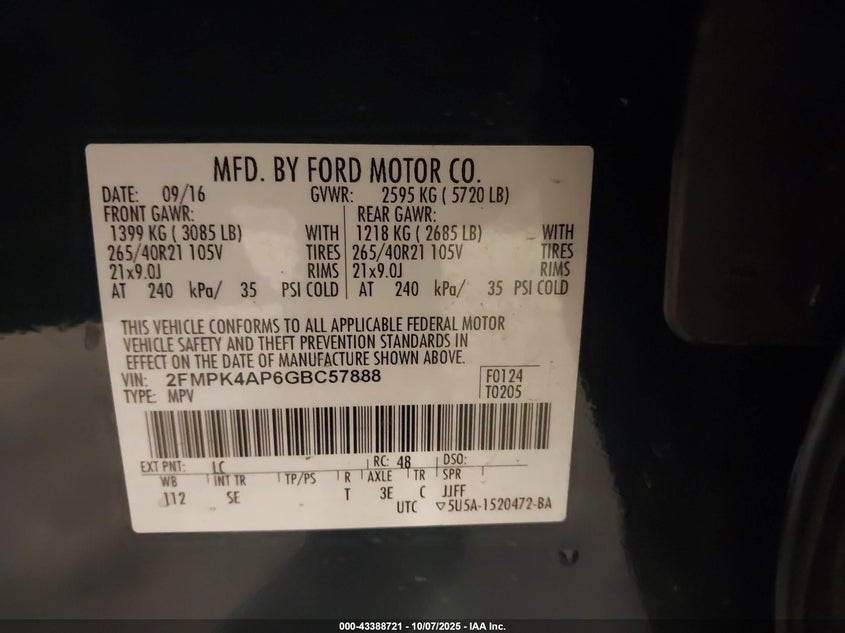 MFD. BY FORD MOTOR CO.
DATE: 09/16 GVWR: 2595 KG ( 5720 LB)
FRONT GAWR: REAR GAWR:
1399 KG ( 3085 LB) WITH 1218 KG ( 2685 LB) WITH
265/40R21 105V TIRES 265/40R21 105V TIRES
21x9.0J RIMS 21x9.0J RIMS
AT 240 kPa/ 35 PSI COLD AT 240 kPa/ 35 PSI COLD
THIS VEHICLE CONFORMS TO ALL APPLICABLE FEDERAL MOTOR
VEHICLE SAFETY AND THEFT PREVENTION STANDARDS IN
EFFECT ON THE DATE OF MANUFACTURE SHOWN ABOVE.
VIN: 2FMPK4AP6GBC57888 F0124
TYPE: MPV T0205
EXT PNT: LC RC: 48 DSO:
WB INT TR TP/PS R AXLE TR SPR
112 SE T 3E C JJFF
UTC ▽5U5A-1520472-BA
000-43388721 - 10/07/2025 - IAA Inc.